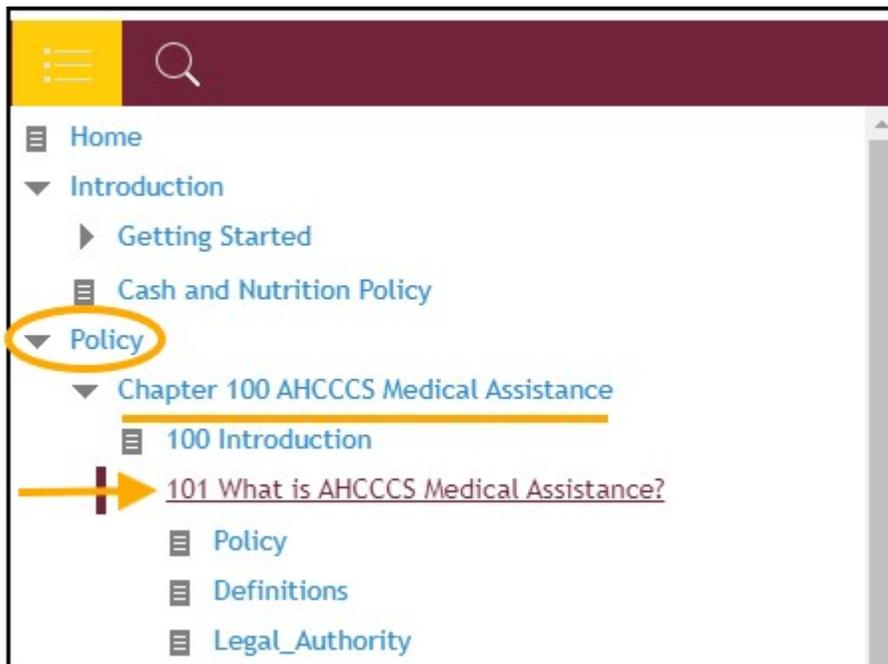 Home
Introduction
Getting Started
Cash and Nutrition Policy
Policy
Chapter 100 AHCCCS Medical Assistance
100 Introduction
101 What is AHCCCS Medical Assistance?
Policy
Definitions
Legal_Authority